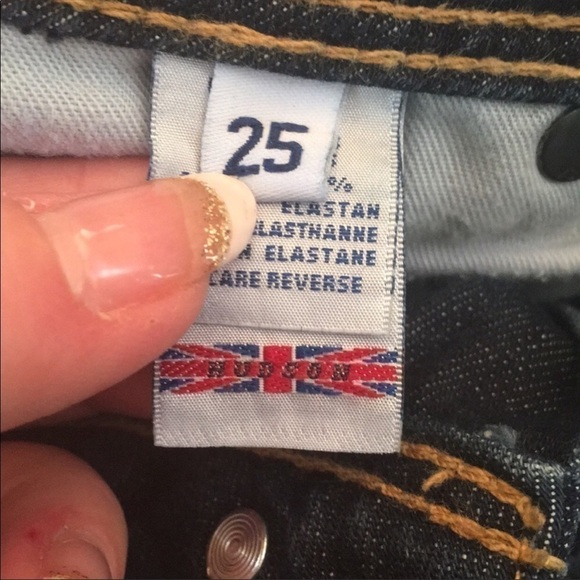 25
%
ELASTAN
ELASTHANNE
ELASTANE
CARE REVERSE
HUDSON